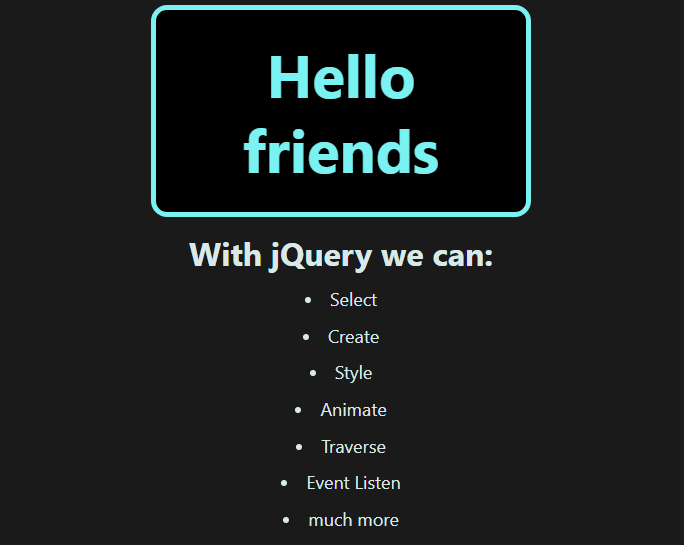 Hello
friends
With jQuery we can:
Select
Create
Style
Animate
Traverse
Event Listen
much more